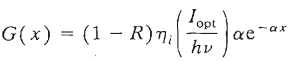 G(x) = (1 − R)η_i(I_opt/hν)αe^{−αx}